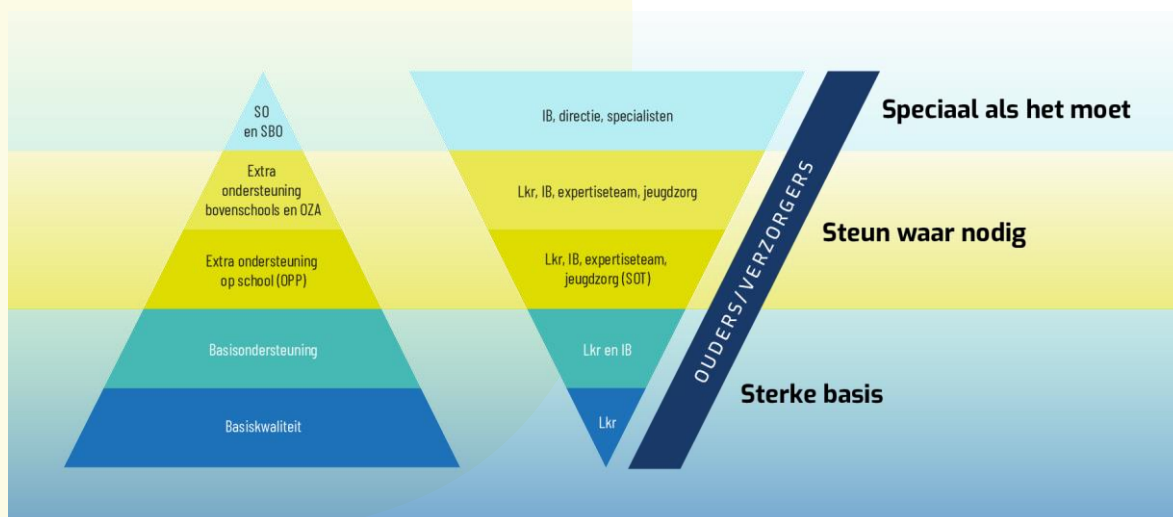 SO
en SBO
Extra
ondersteuning
bovenschools en OZA
Extra ondersteuning
op school (OPP)
Basisondersteuning
Basiskwaliteit
IB, directie, specialisten
Lkr, IB, expertiseteam, jeugdzorg
Lkr, IB, expertiseteam,
jeugdzorg (SOT)
Lkr en IB
Lkr
OUDERS/VERZORGERS
Speciaal als het moet
Steun waar nodig
Sterke basis